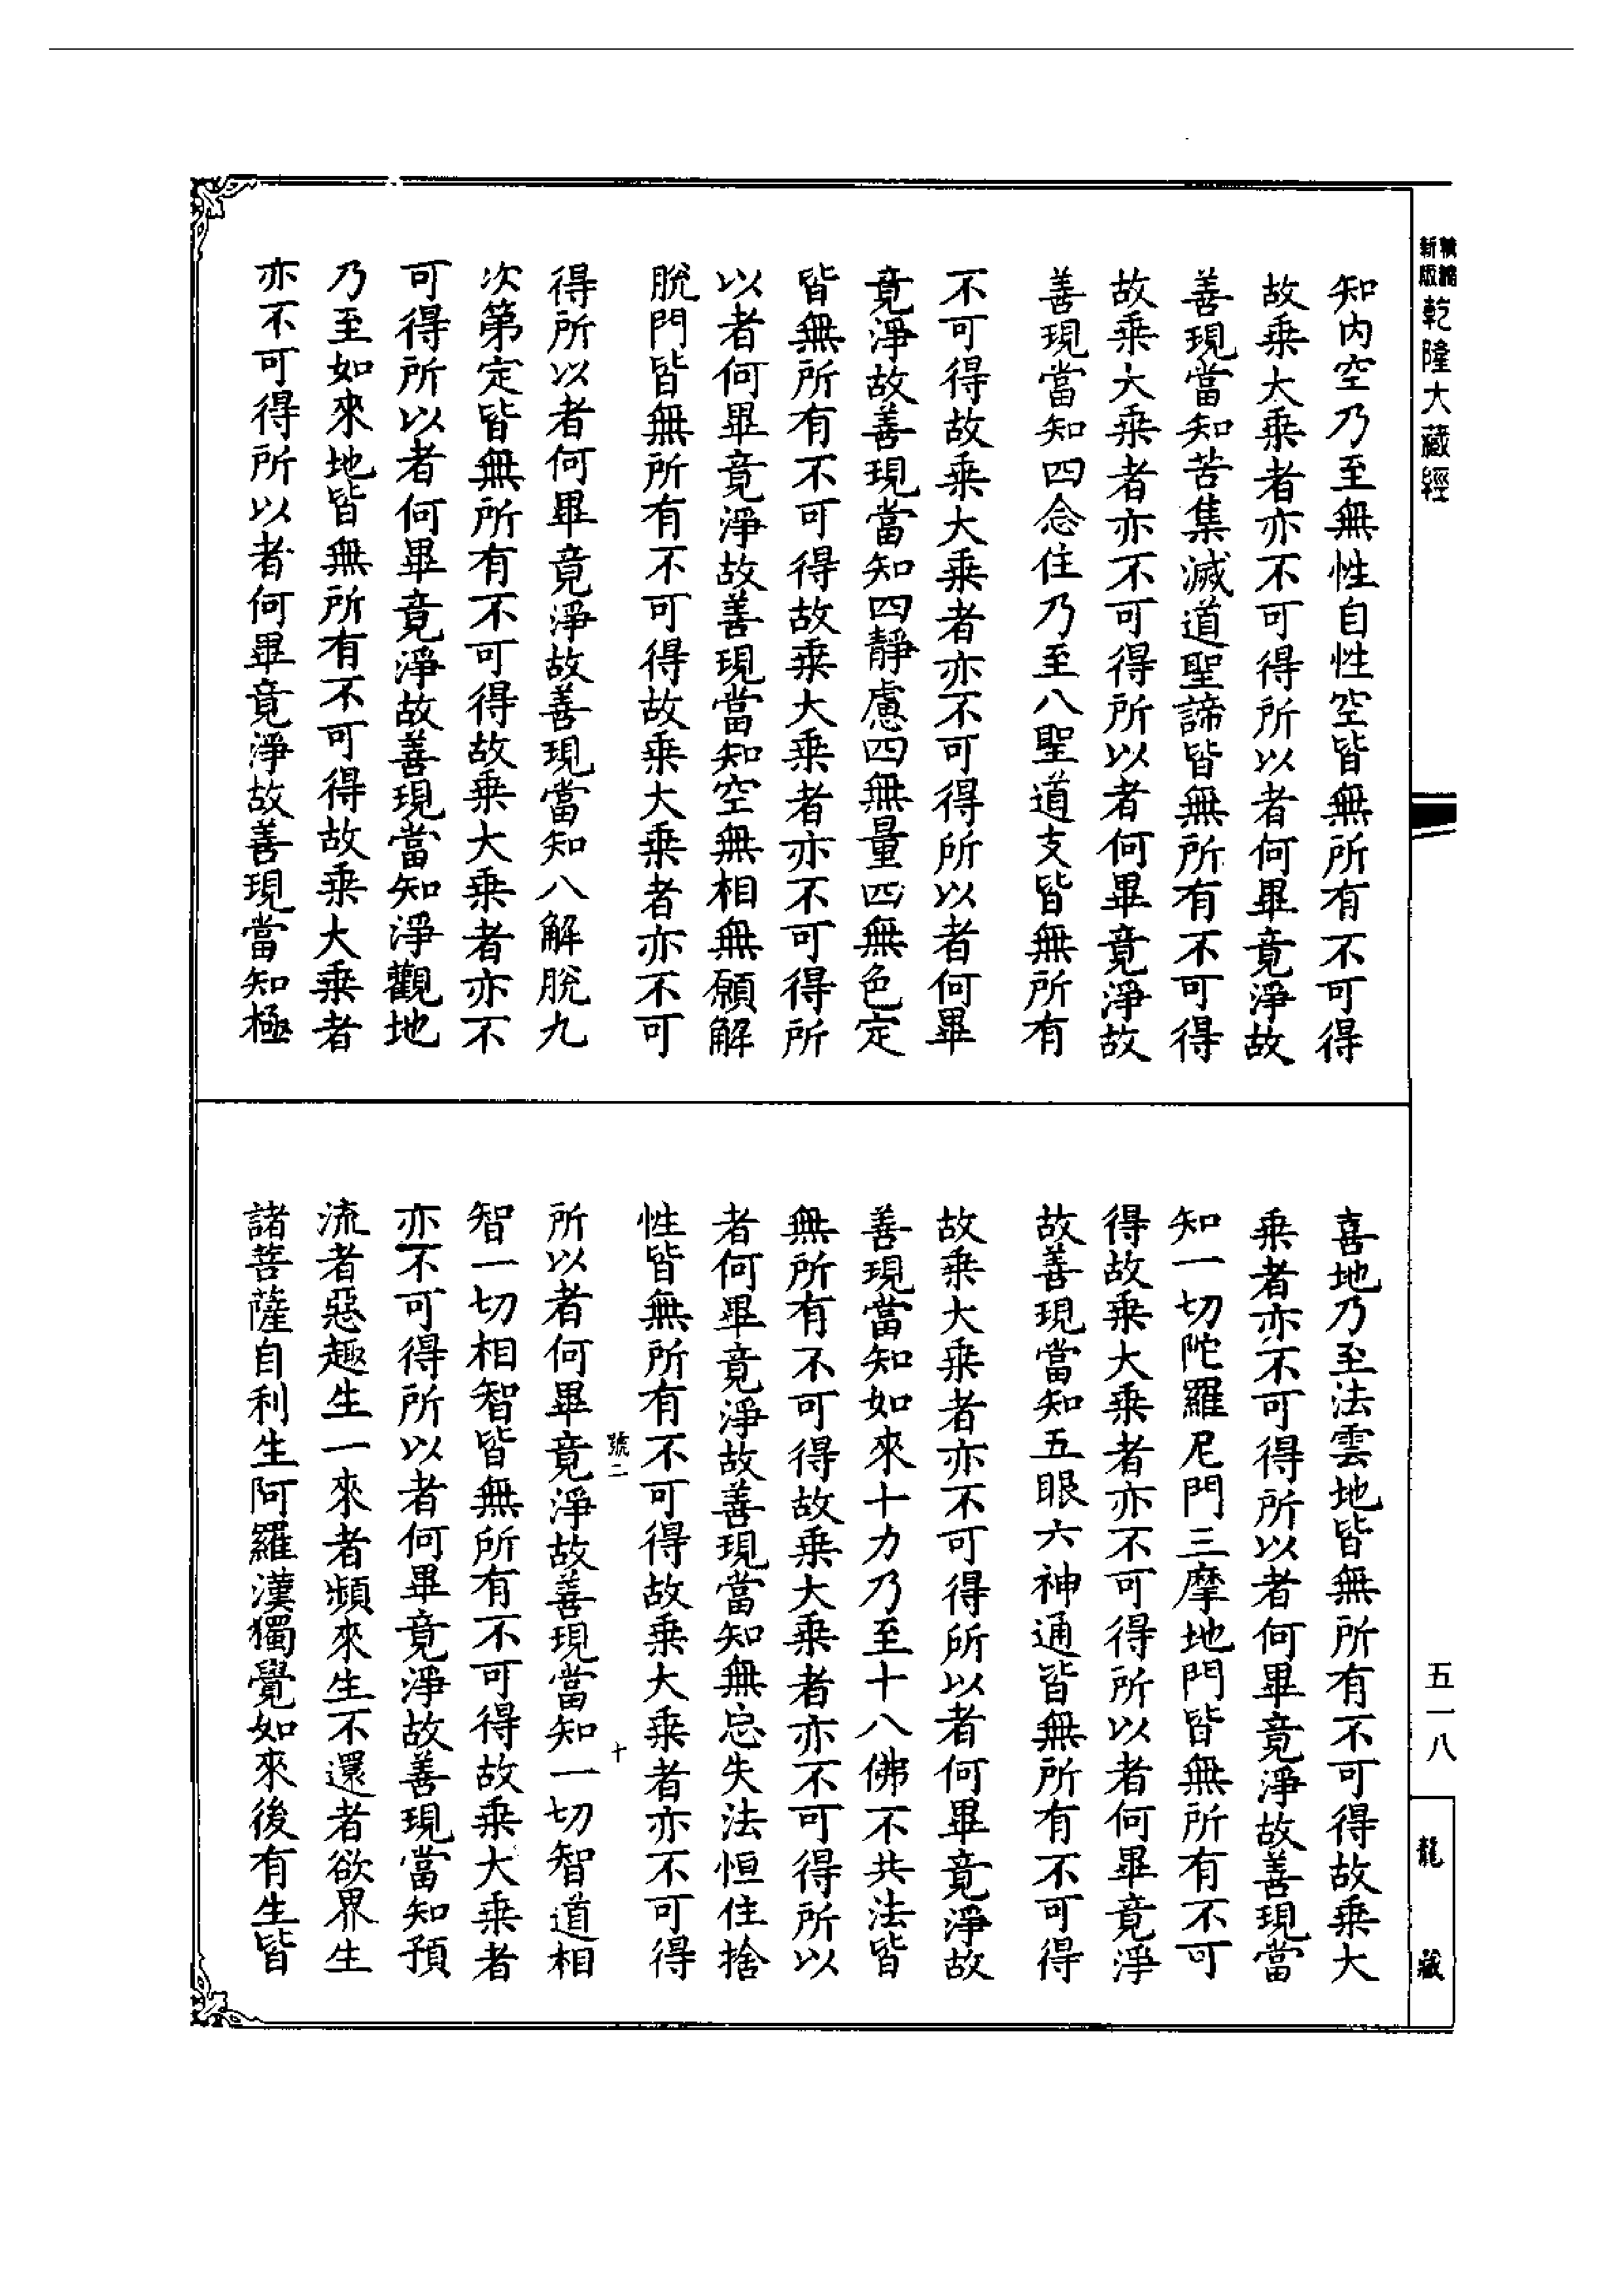 乾隆大藏經
知內空乃至無性自性空皆無所有不可得
故乘大乘者亦不可得所以者何畢竟淨故
善現當知苦集滅道聖諦皆無所有不可得
故乘大乘者亦不可得所以者何畢竟淨故
善現當知四念住乃至八聖道支皆無所有
不可得故乘大乘者亦不可得所以者何畢
竟淨故善現當知四靜慮四無量四無色定
皆無所有不可得故乘大乘者亦不可得所
以者何畢竟淨故善現當知空無相無願解
脫門皆無所有不可得故乘大乘者亦不可
得所以者何畢竟淨故善現當知八解脫九
次第定皆無所有不可得故乘大乘者亦不
可得所以者何畢竟淨故善現當知淨觀地
乃至如來地皆無所有不可得故乘大乘者
亦不可得所以者何畢竟淨故善現當知極
喜地乃至法雲地皆無所有不可得故乘大
乘者亦不可得所以者何畢竟淨故善現當
知一切陀羅尼門三摩地門皆無所有不可
得故乘大乘者亦不可得所以者何畢竟淨
故善現當知五眼六神通皆無所有不可得
故乘大乘者亦不可得所以者何畢竟淨故
善現當知如來十力乃至十八佛不共法皆
無所有不可得故乘大乘者亦不可得所以
者何畢竟淨故善現當知無忘失法恒住捨
性皆無所有不可得故乘大乘者亦不可得
號二 十
所以者何畢竟淨故善現當知一切智道相
智一切相智皆無所有不可得故乘大乘者
亦不可得所以者何畢竟淨故善現當知預
流者惡趣生一來者頻來生不還者欲界生
諸菩薩自利生阿羅漢獨覺如來後有生皆
五一八
龍藏